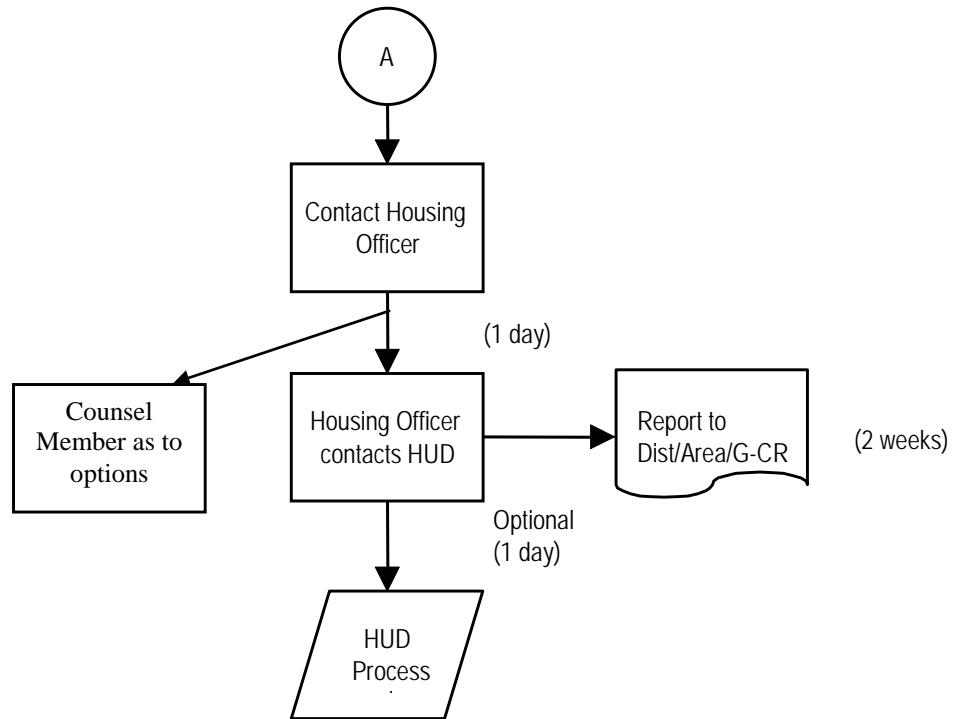 A
Contact Housing
Officer
(1 day)
Counsel
Member as to
options
Housing Officer
contacts HUD
Report to
Dist/Area/G-CR
(2 weeks)
Optional
(1 day)
HUD
Process
.